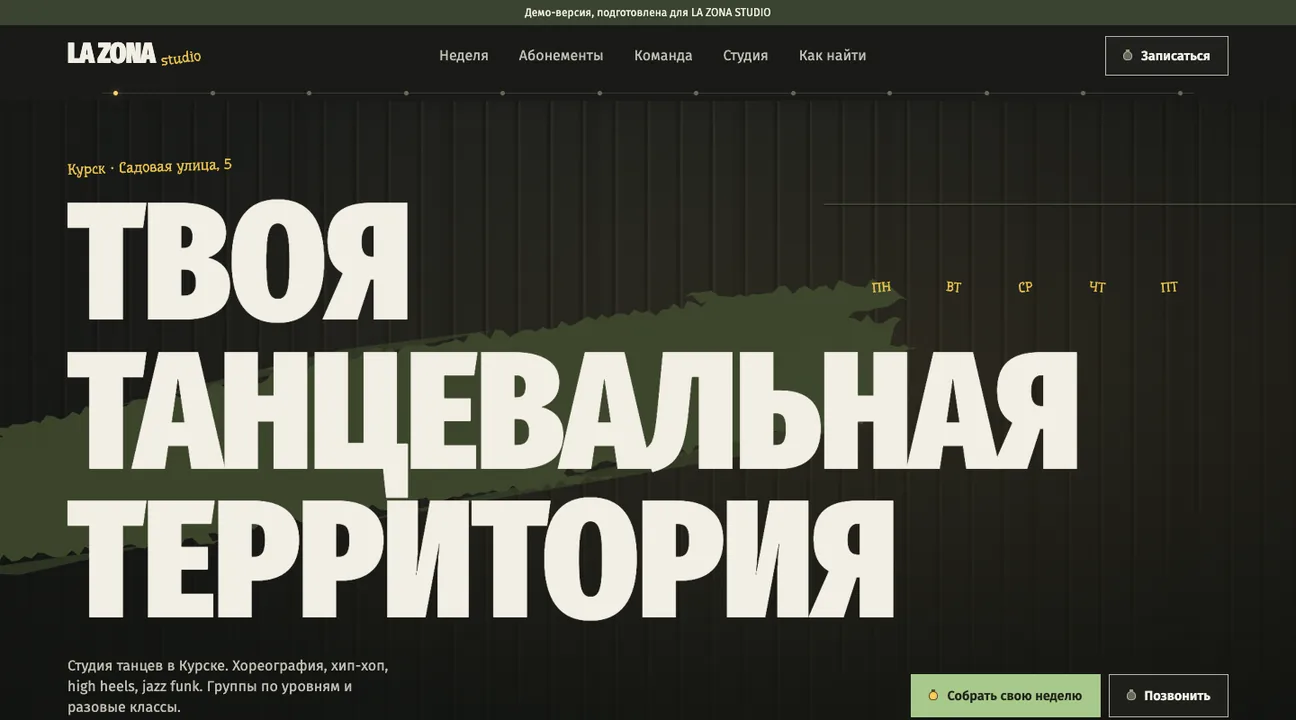 Демо-версия, подготовлена для LA ZONA STUDIO
LA ZONA studio
Неделя Абонементы Команда Студия Как найти
Записаться
Курск · Садовая улица, 5
ТВОЯ
ПН ВТ СР ЧТ ПТ
ТАНЦЕВАЛЬНАЯ
ТЕРРИТОРИЯ
Студия танцев в Курске. Хореография, хип-хоп,
high heels, jazz funk. Группы по уровням и
разовые классы.
Собрать свою неделю
Позвонить